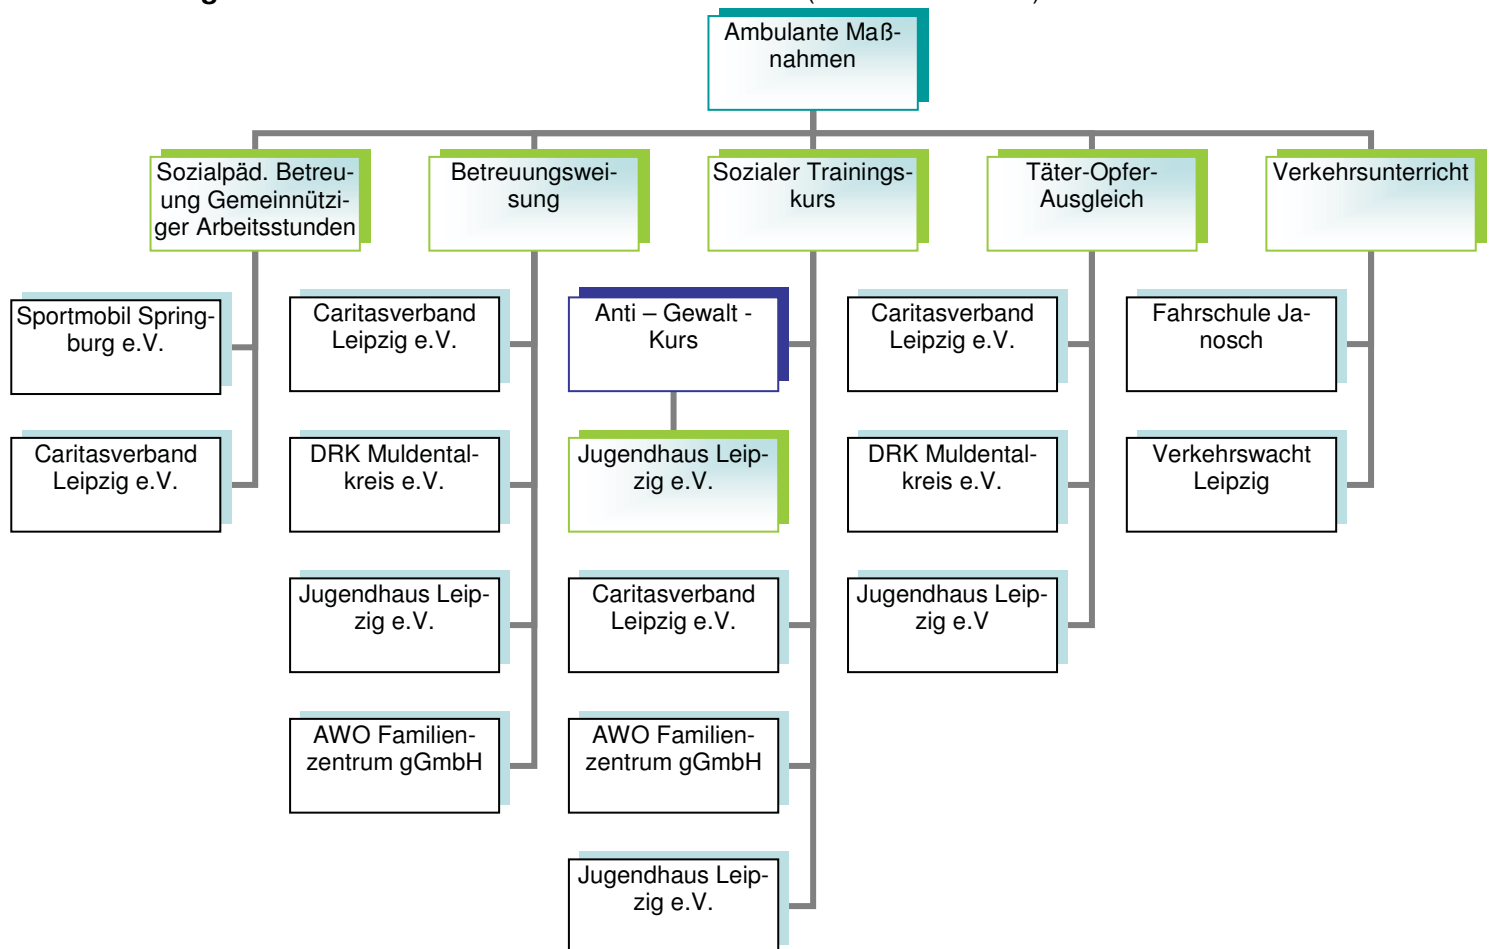 Ambulante Maß-
nahmen
Sozialpäd. Betreu-
ung Gemeinnützi-
ger Arbeitsstunden
Betreuungswei-
sung
Sozialer Trainings-
kurs
Täter-Opfer-
Ausgleich
Verkehrsunterricht
Sportmobil Spring-
burg e.V.
Caritasverband
Leipzig e.V.
Anti – Gewalt -
Kurs
Caritasverband
Leipzig e.V.
Fahrschule Ja-
nosch
Caritasverband
Leipzig e.V.
DRK Muldental-
kreis e.V.
Jugendhaus Leip-
zig e.V.
DRK Muldental-
kreis e.V.
Verkehrswacht
Leipzig
Jugendhaus Leip-
zig e.V.
Caritasverband
Leipzig e.V.
Jugendhaus Leip-
zig e.V
AWO Familien-
zentrum gGmbH
AWO Familien-
zentrum gGmbH
Jugendhaus Leip-
zig e.V.